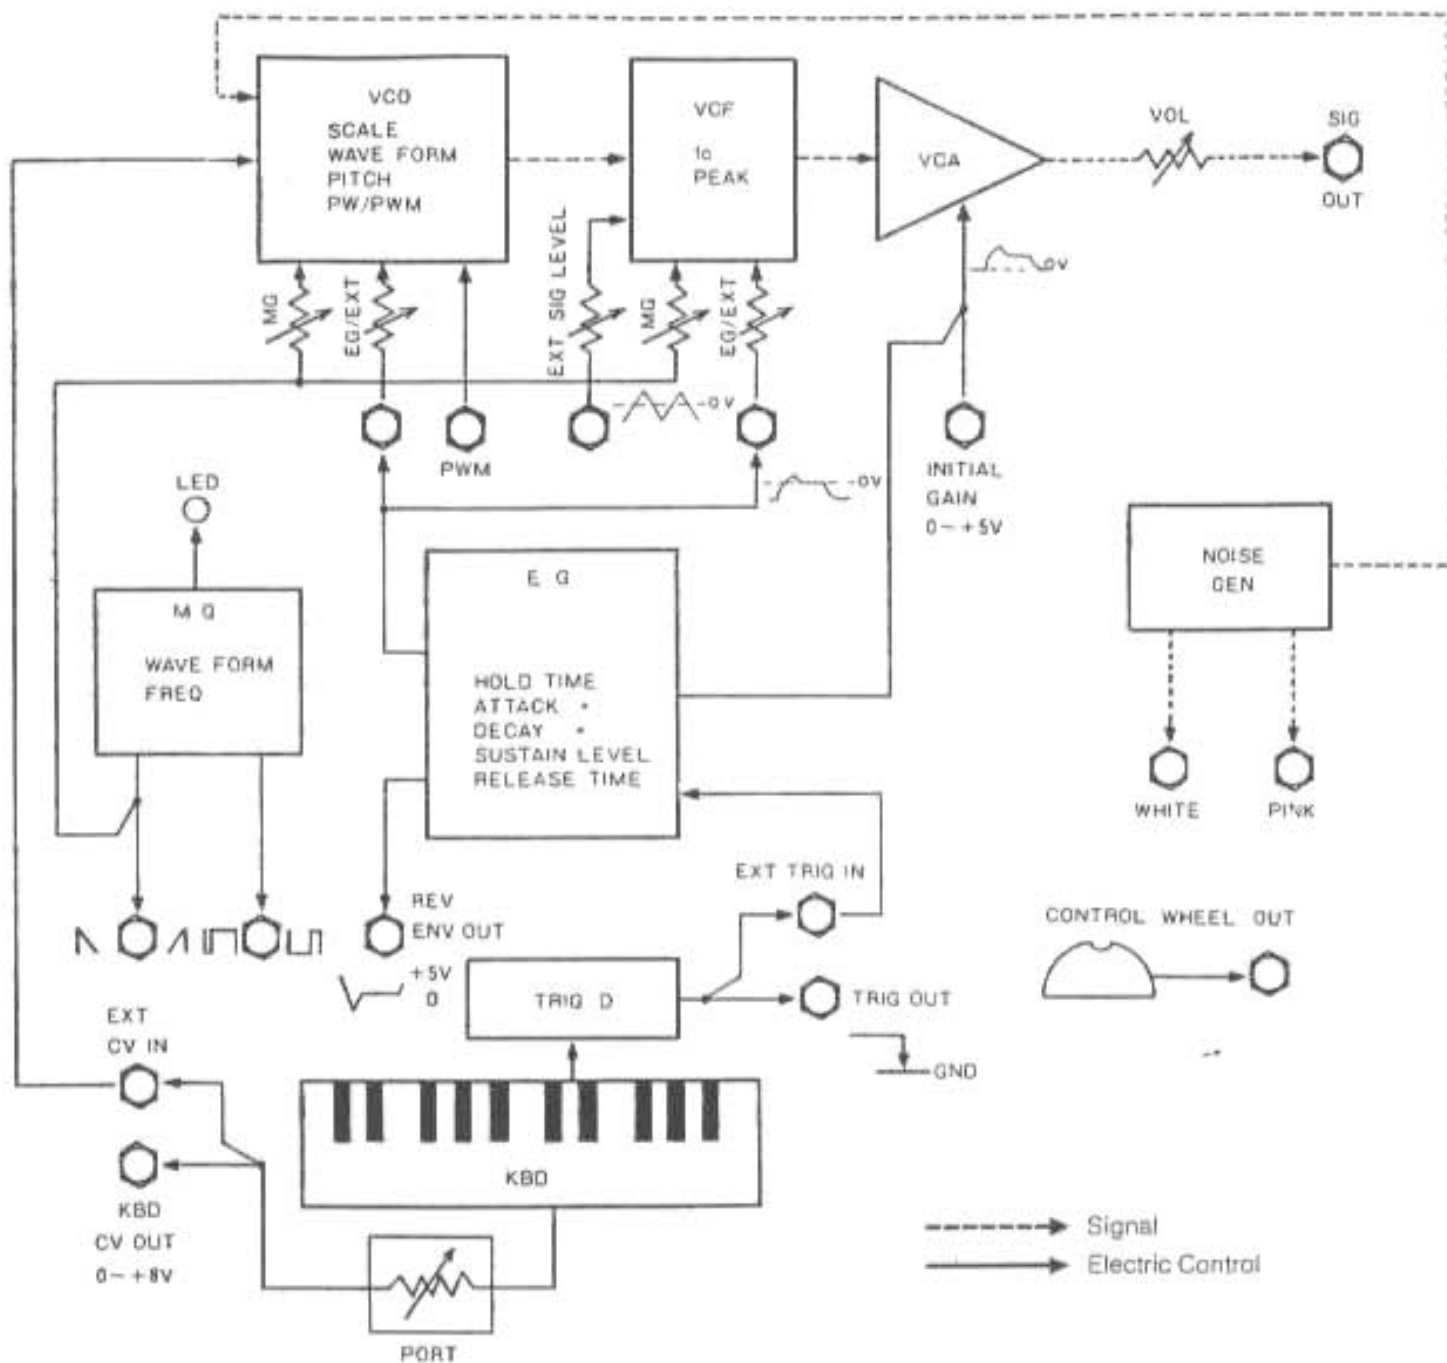 VCO
SCALE
WAVE FORM
PITCH
PW/PWM
VCF
fc
PEAK
VCA
VOL
SIG
OUT
MG
EG/EXT
EXT SIG LEVEL
MG
EG/EXT
0V
0V
PWM
0V
INITIAL
GAIN
0~+5V
LED
MG
WAVE FORM
FREQ
EG
HOLD TIME
ATTACK "
DECAY "
SUSTAIN LEVEL
RELEASE TIME
NOISE
GEN
WHITE
PINK
EXT TRIG IN
REV
ENV OUT
+5V
0
TRIG D
TRIG OUT
GND
CONTROL WHEEL OUT
EXT
CV IN
KBD
CV OUT
0~+8V
KBD
PORT
Signal
Electric Control